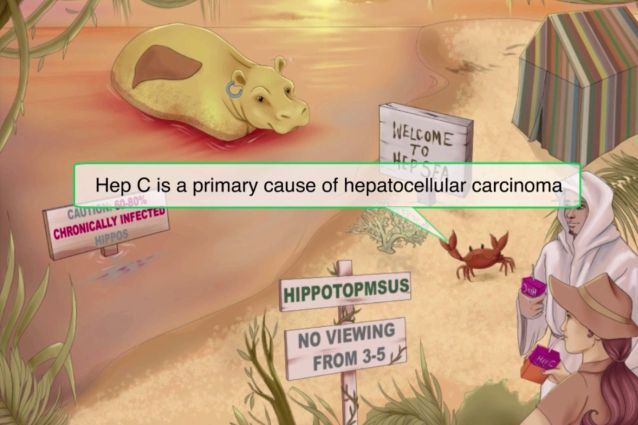 WELCOME
TO
HEP SEA
Hep C is a primary cause of hepatocellular carcinoma
CAUTION: 60-80%
CHRONICALLY INFECTED
HIPPOS
HIPPOTOPMSUS
NO VIEWING
FROM 3-5
HEP C